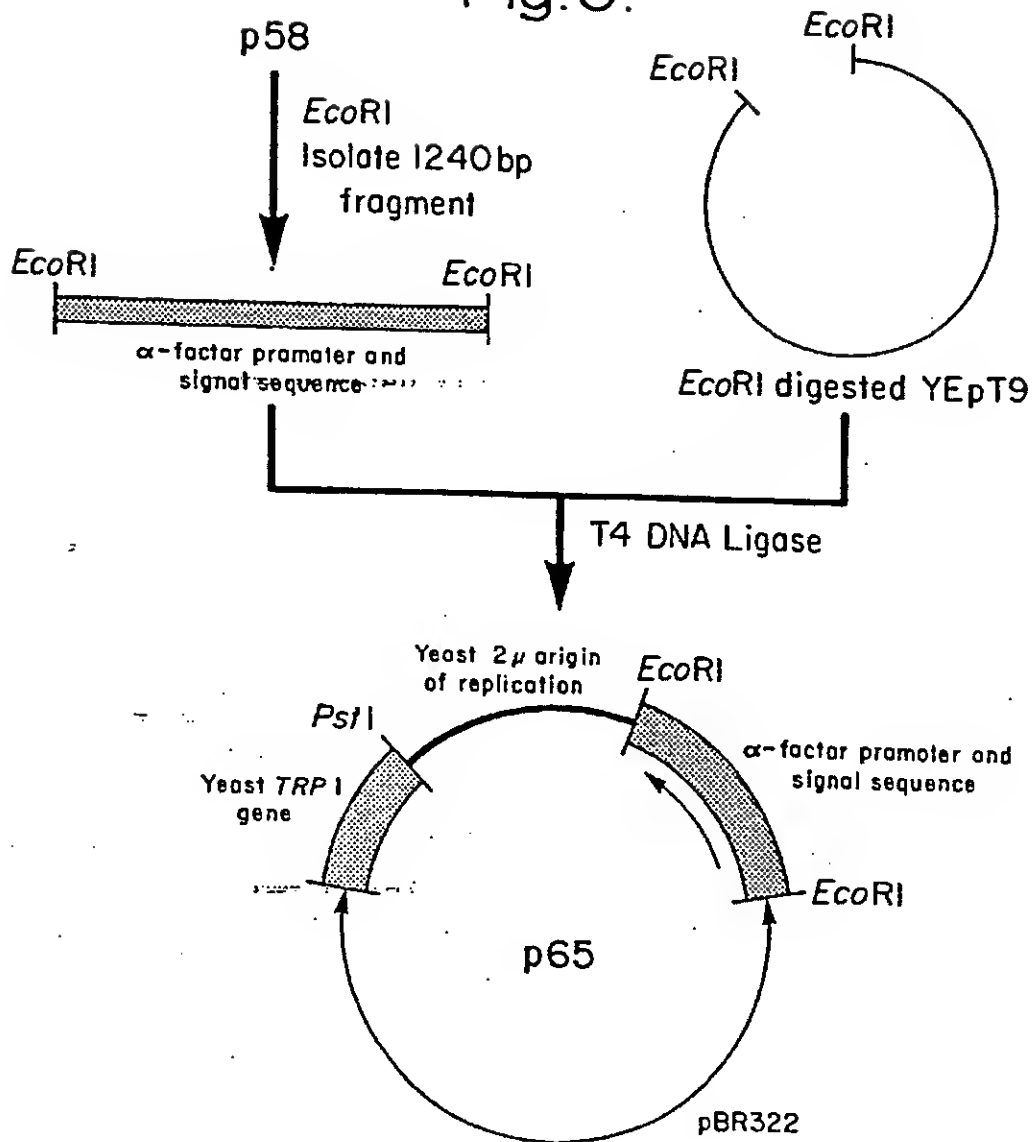 Fig.
p58
EcoRI
Isolate 1240bp
fragment
EcoRI
EcoRI
α-factor promoter and
signal sequence
EcoRI
EcoRI
EcoRI digested YEpT9
T4 DNA Ligase
Yeast 2μ origin
of replication
EcoRI
PstI
α-factor promoter and
signal sequence
Yeast TRP1
gene
EcoRI
p65
pBR322